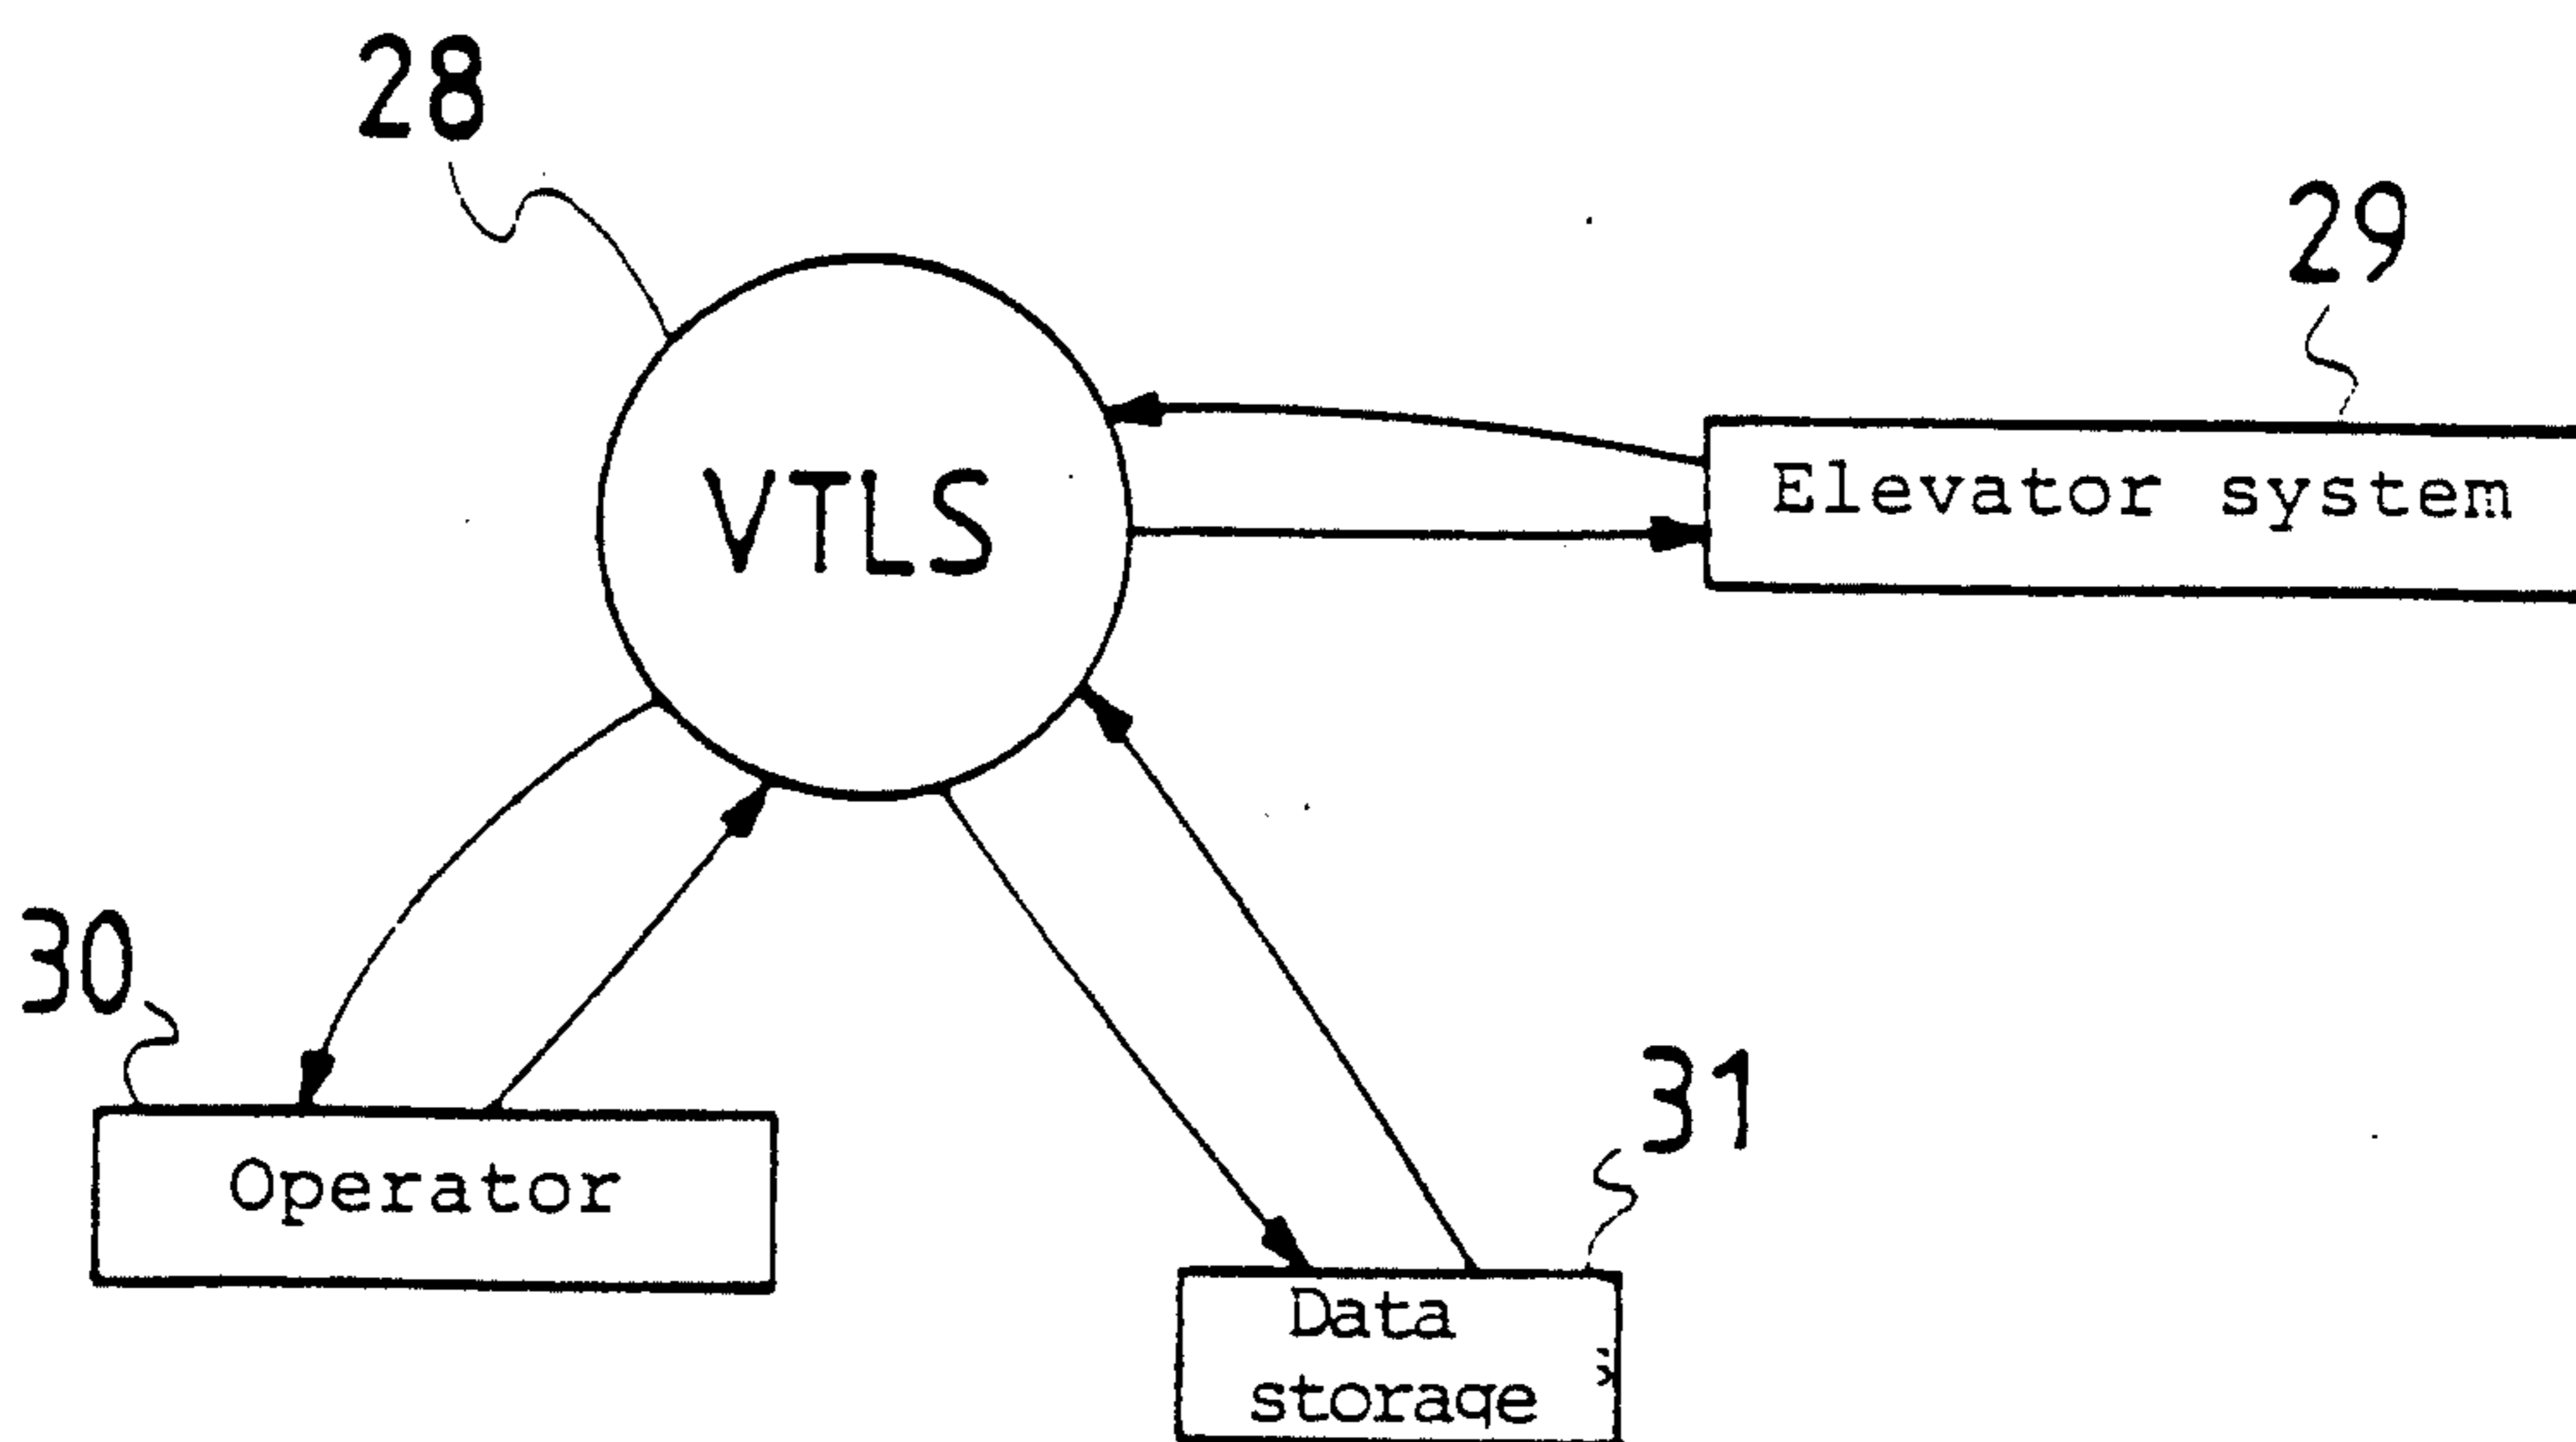 28
29
VTLS
Elevator system
30
Operator
31
Data
storage